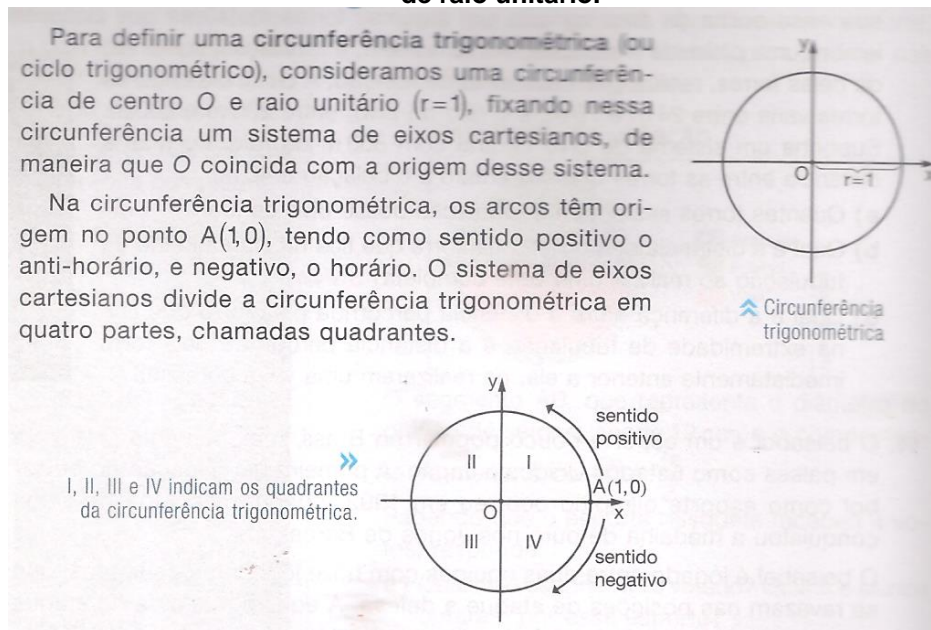 de raio unitário.
Para definir uma circunferência trigonométrica (ou
ciclo trigonométrico), consideramos uma circunferên-
cia de centro O e raio unitário (r=1), fixando nessa
circunferência um sistema de eixos cartesianos, de
maneira que O coincida com a origem desse sistema.
Na circunferência trigonométrica, os arcos têm ori-
gem no ponto A(1,0), tendo como sentido positivo o
anti-horário, e negativo, o horário. O sistema de eixos
cartesianos divide a circunferência trigonométrica em
quatro partes, chamadas quadrantes.
y
O
r=1
x
Circunferência
trigonométrica
I, II, III e IV indicam os quadrantes
da circunferência trigonométrica.
y
sentido
positivo
II
I
A(1,0)
O
x
III
IV
sentido
negativo